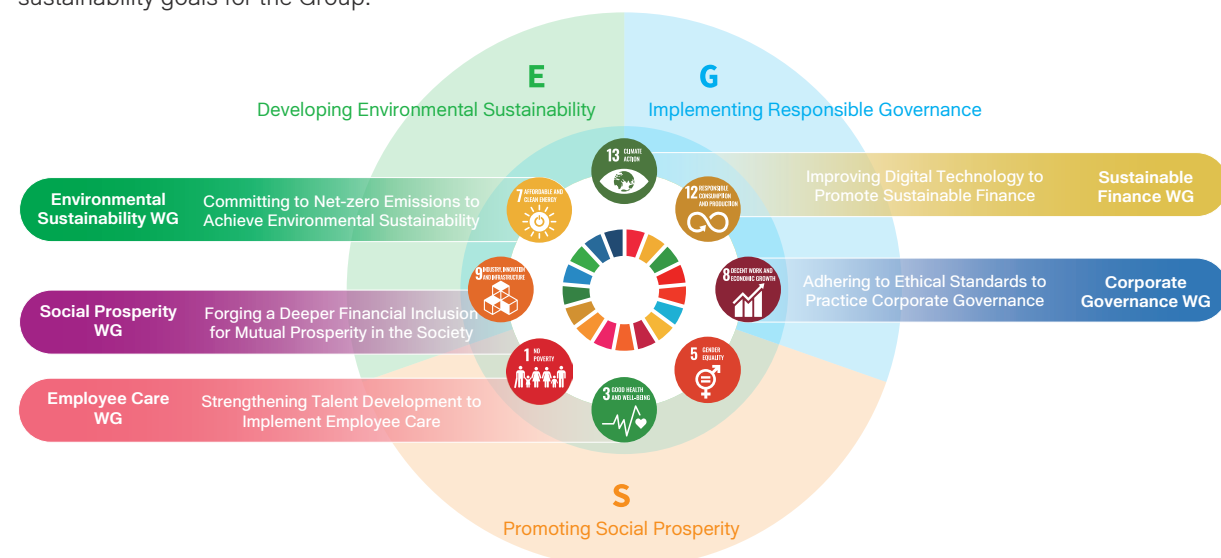 sustainability goals for the Group.
E
Developing Environmental Sustainability
G
Implementing Responsible Governance
Environmental
Sustainability WG
Committing to Net-zero Emissions to
Achieve Environmental Sustainability
Social Prosperity
WG
Forging a Deeper Financial Inclusion
for Mutual Prosperity in the Society
Employee Care
WG
Strengthening Talent Development to
Implement Employee Care
13 CLIMATE
ACTION
7 AFFORDABLE AND
CLEAN ENERGY
12 RESPONSIBLE
CONSUMPTION
AND PRODUCTION
9 INDUSTRY, INNOVATION
AND INFRASTRUCTURE
8 DECENT WORK AND
ECONOMIC GROWTH
1 NO
POVERTY
5 GENDER
EQUALITY
3 GOOD HEALTH
AND WELL-BEING
Improving Digital Technology to
Promote Sustainable Finance
Sustainable
Finance WG
Adhering to Ethical Standards to
Practice Corporate Governance
Corporate
Governance WG
S
Promoting Social Prosperity